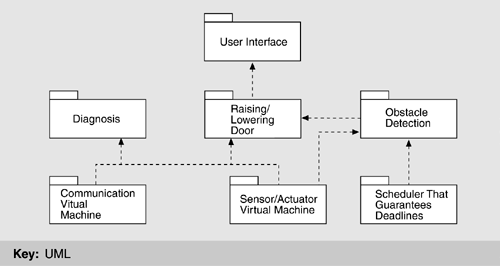 User Interface
Diagnosis
Raising/
Lowering
Door
Obstacle
Detection
Communication
Vitual
Machine
Sensor/Actuator
Virtual Machine
Scheduler That
Guarantees
Deadlines
Key: UML